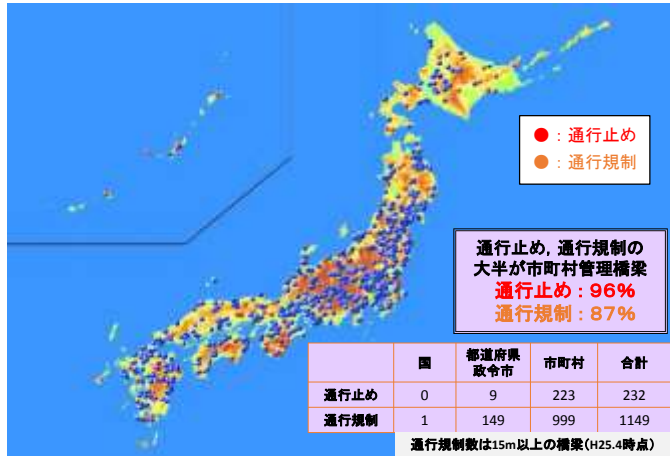 ●：通行止め
●：通行規制
通行止め，通行規制の
大半が市町村管理橋梁
通行止め：96%
通行規制：87%
国 都道府県 政令市 市町村 合計
通行止め 0 9 223 232
通行規制 1 149 999 1149
通行規制数は15m以上の橋梁（H25.4時点）